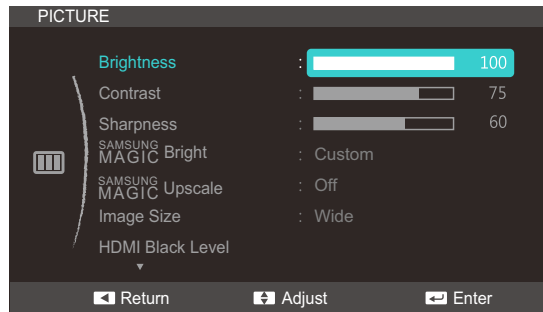 PICTURE
Brightness : 100
Contrast : 75
Sharpness : 60
SAMSUNG MAGIC Bright : Custom
SAMSUNG MAGIC Upscale : Off
Image Size : Wide
HDMI Black Level
Return Adjust Enter